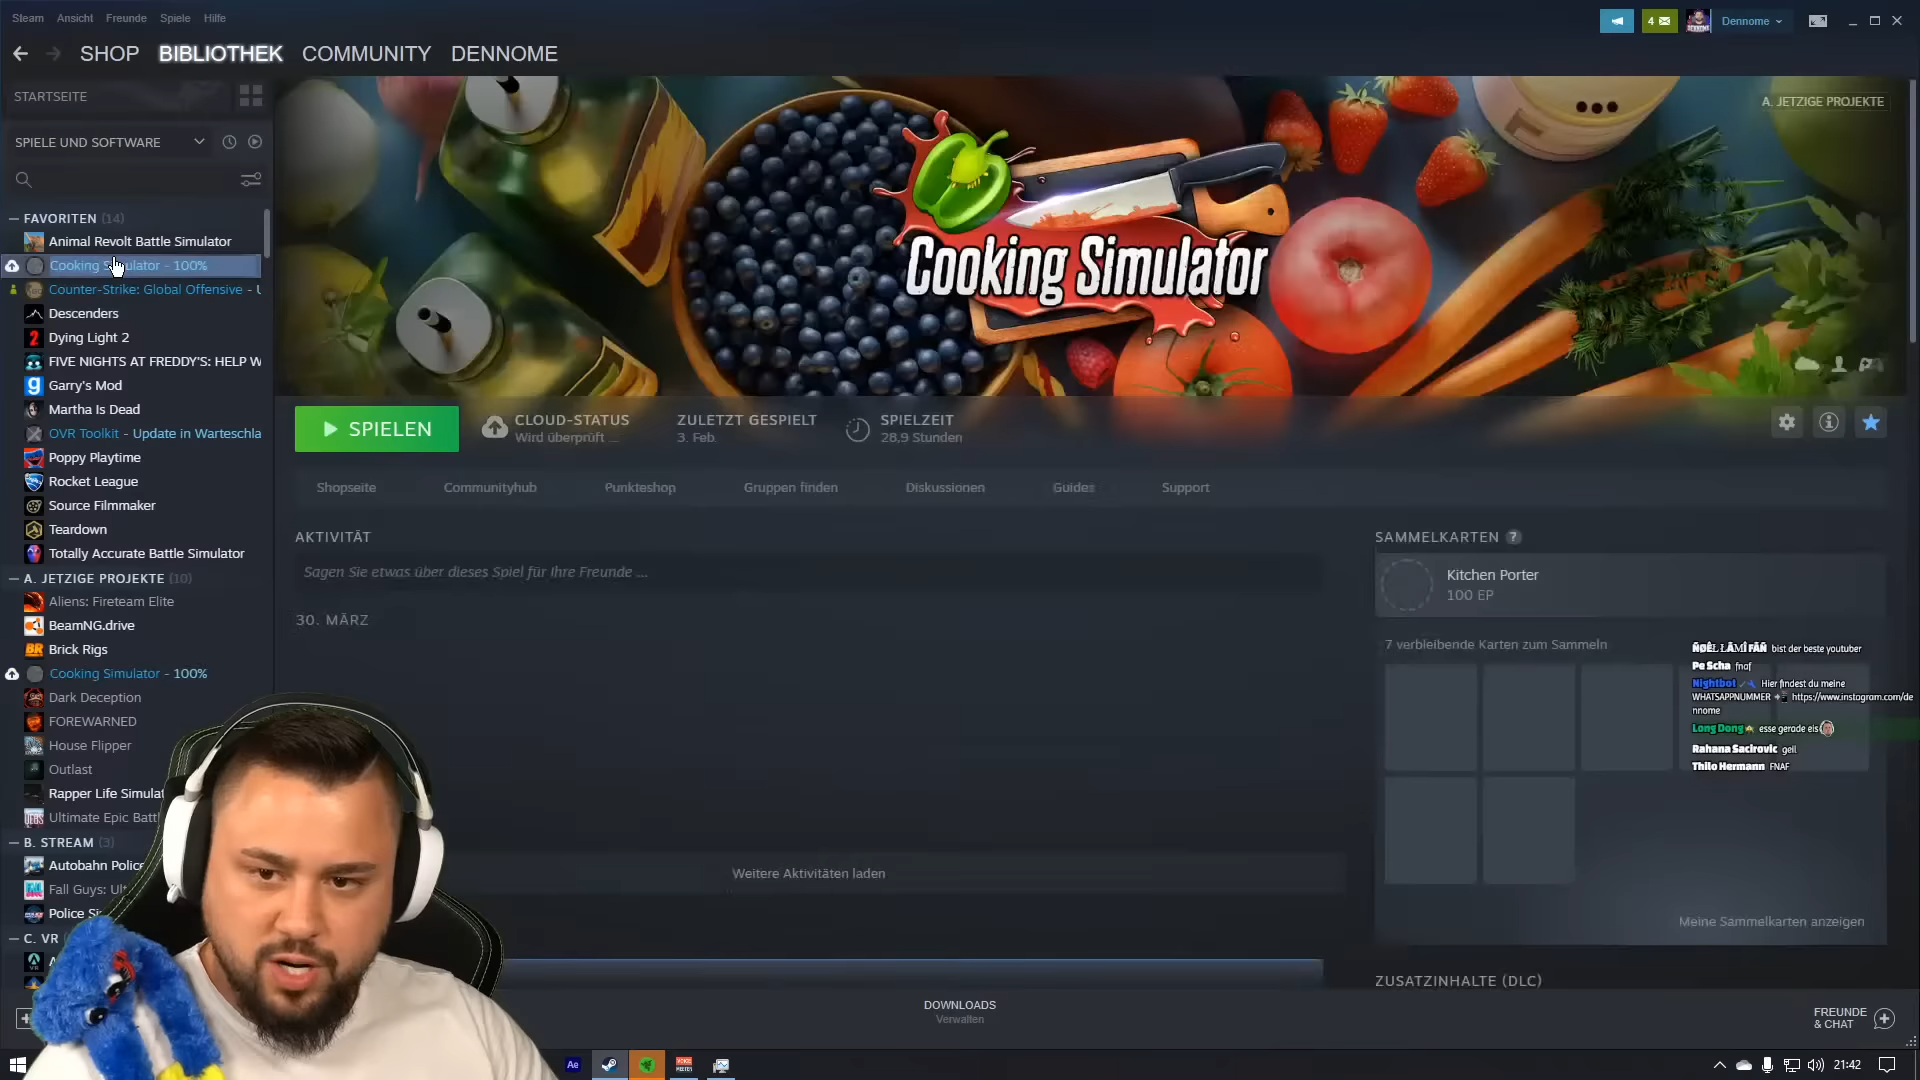 Steam Ansicht Freunde Spiele Hilfe
4
Dennome
SHOP BIBLIOTHEK COMMUNITY DENNOME
STARTSEITE
A. JETZIGE PROJEKTE
SPIELE UND SOFTWARE
FAVORITEN (14)
Animal Revolt Battle Simulator
Cooking Simulator - 100%
Counter-Strike: Global Offensive - U
Descenders
Dying Light 2
FIVE NIGHTS AT FREDDY'S: HELP W
Garry's Mod
Martha Is Dead
OVR Toolkit - Update in Warteschla
Poppy Playtime
Rocket League
Source Filmmaker
Teardown
Totally Accurate Battle Simulator
A. JETZIGE PROJEKTE (10)
Aliens: Fireteam Elite
BeamNG.drive
Brick Rigs
Cooking Simulator - 100%
Dark Deception
FOREWARNED
House Flipper
Outlast
Rapper Life Simulat
Ultimate Epic Batt
B. STREAM (3)
Autobahn Police
Fall Guys: Ult
Police Si
C. VR
Cooking Simulator
SPIELEN
CLOUD-STATUS
Wird überprüft ...
ZULETZT GESPIELT
3. Feb.
SPIELZEIT
28,9 Stunden
Shopseite Communityhub Punkteshop Gruppen finden Diskussionen Guides Support
AKTIVITÄT
Sagen Sie etwas über dieses Spiel für Ihre Freunde ...
30. MÄRZ
Weitere Aktivitäten laden
SAMMELKARTEN ?
Kitchen Porter
100 EP
7 verbleibende Karten zum Sammeln
bist der beste youtuber
Pe Scha fnaf
Nightbot Hier findest du meine
WHATSAPPNUMMER https://www.instagram.com/de
nnome
Long Dong esse gerade eis
Rahana Sacirovic geil
Thilo Hermann FNAF
Meine Sammelkarten anzeigen
ZUSATZINHALTE (DLC)
DOWNLOADS
Verwalten
FREUNDE
& CHAT
Ae
21:42